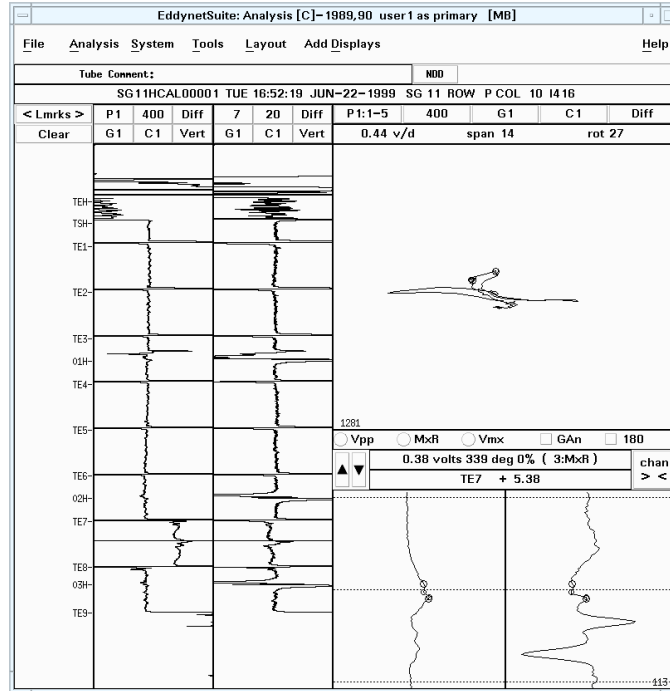 EddynetSuite: Analysis [C]-1989,90 user1 as primary [MB]
File Analysis System Tools Layout Add Displays Help
Tube Comment: NDD
SG11HCAL00001 TUE 16:52:19 JUN-22-1999 SG 11 ROW P COL 10 I416
< Lmrks > P1 400 Diff 7 20 Diff P1:1-5 400 G1 C1 Diff
Clear G1 C1 Vert G1 C1 Vert 0.44 v/d span 14 rot 27
TEH
TSH
TE1
TE2
TE3
01H
TE4
TE5
1281
Vpp MxR Vmx GAn 180
0.38 volts 339 deg 0% ( 3:MxR ) chan
TE7 + 5.38 > <
TE6
02H
TE7
TE8
03H
TE9
113